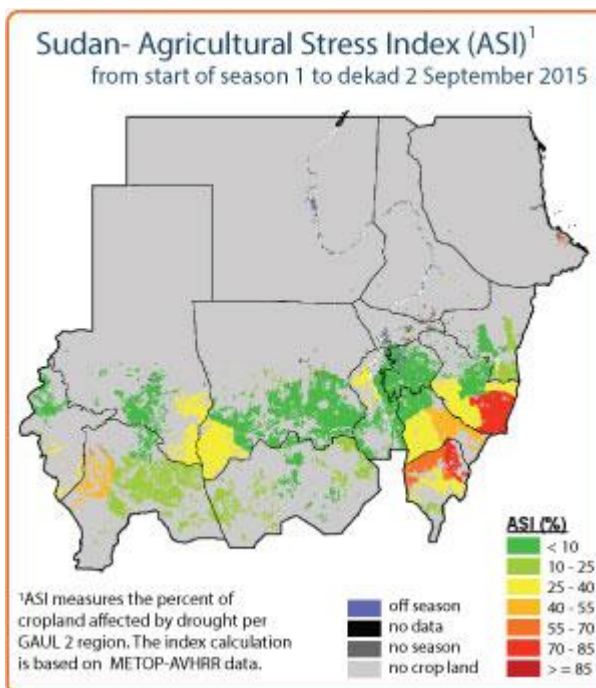 Sudan- Agricultural Stress Index (ASI)1
from start of season 1 to dekad 2 September 2015
ASI (%)
< 10
10 - 25
25 - 40
40 - 55
55 - 70
70 - 85
> = 85
off season
no data
no season
no crop land
1ASI measures the percent of
cropland affected by drought per
GAUL 2 region. The index calculation
is based on METOP-AVHRR data.